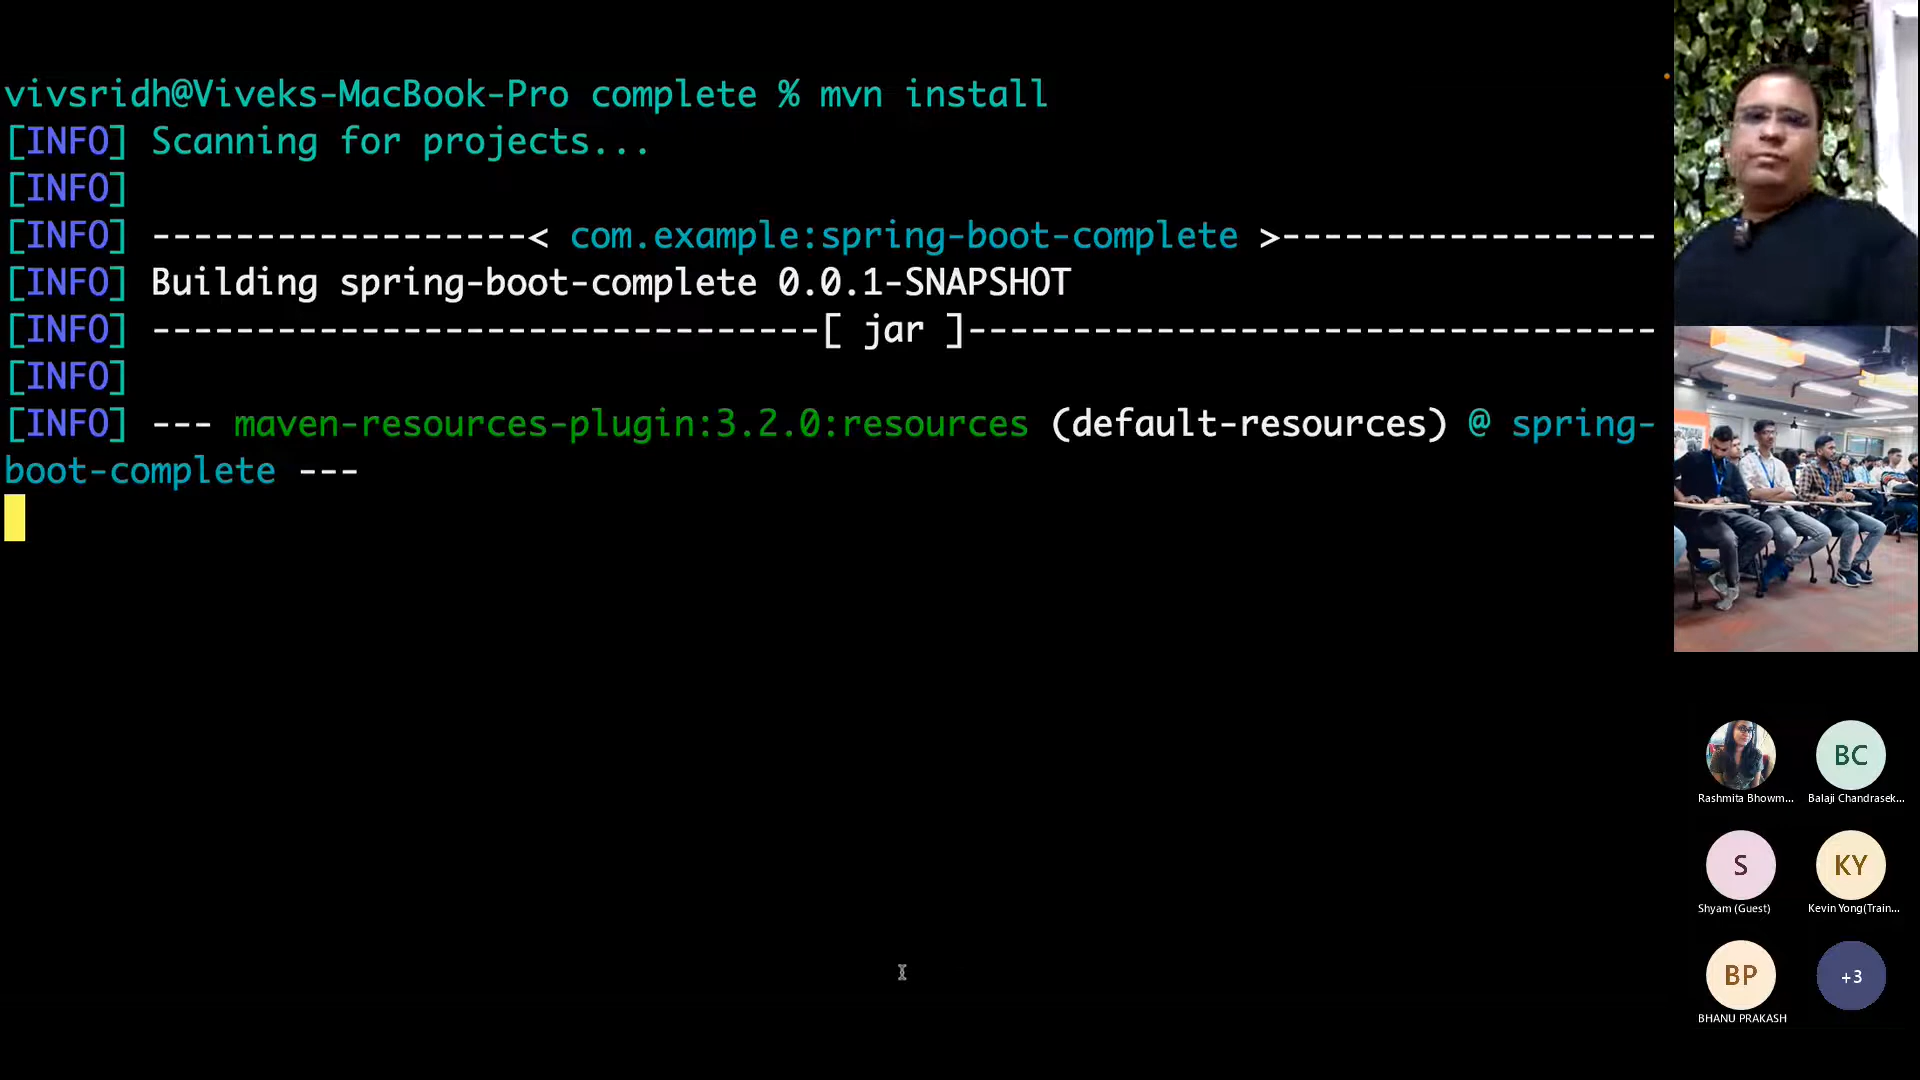 vivsridh@Viveks-MacBook-Pro complete % mvn install
[INFO] Scanning for projects...
[INFO]
[INFO] ------------------< com.example:spring-boot-complete >------------------
[INFO] Building spring-boot-complete 0.0.1-SNAPSHOT
[INFO] --------------------------------[ jar ]---------------------------------
[INFO]
[INFO] --- maven-resources-plugin:3.2.0:resources (default-resources) @ spring-
boot-complete ---
BC
Rashmita Bhowm...
Balaji Chandrasek...
S
KY
Shyam (Guest)
Kevin Yong(Train...
BP
+3
BHANU PRAKASH